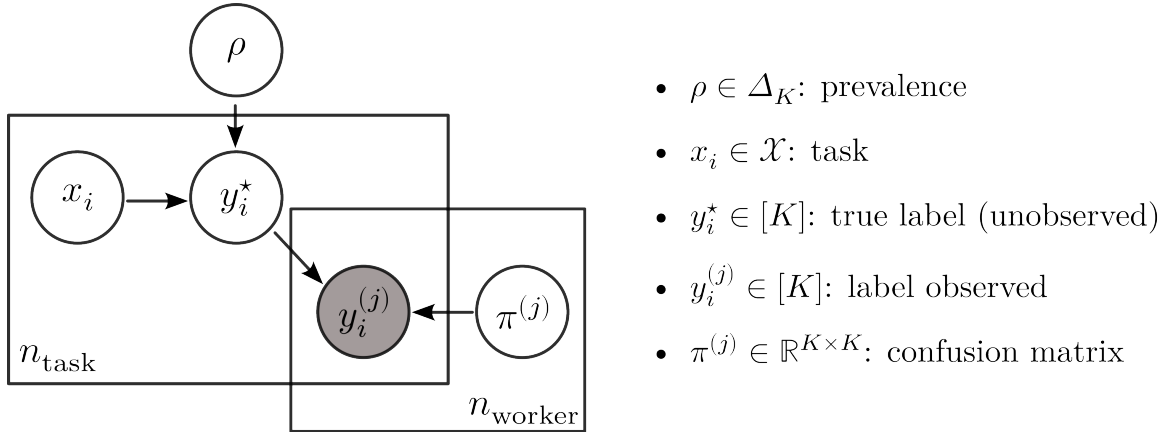 ρ
x_i
y_i^⋆
y_i^{(j)}
π^{(j)}
n_task
n_worker
• ρ ∈ Δ_K: prevalence
• x_i ∈ 𝒳: task
• y_i^⋆ ∈ [K]: true label (unobserved)
• y_i^{(j)} ∈ [K]: label observed
• π^{(j)} ∈ ℝ^{K×K}: confusion matrix